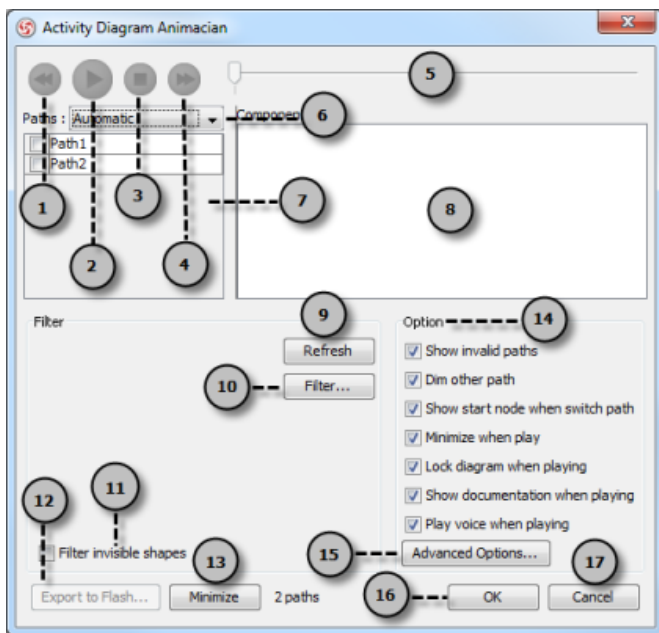 Activity Diagram Animacian
5
Paths : Automatic
6
Path1
Path2
1
2
3
4
7
8
Filter
9
Refresh
10
Filter...
11
Filter invisible shapes
12
Export to Flash...
13
Minimize
2 paths
Option
14
Show invalid paths
Dim other path
Show start node when switch path
Minimize when play
Lock diagram when playing
Show documentation when playing
Play voice when playing
15
Advanced Options...
16
OK
17
Cancel